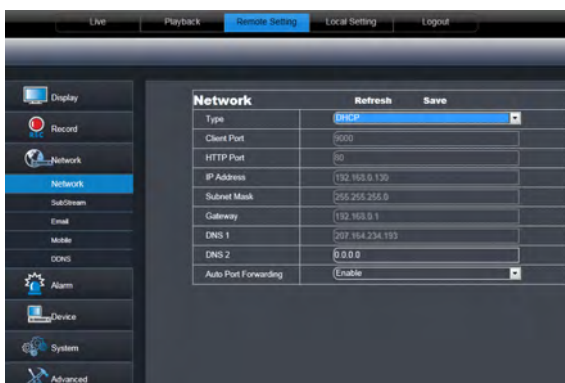 Live Playback Remote Setting Local Setting Logout
Display
Record
REC
Network
Network
SubStream
Email
Mobile
DDNS
Alarm
Device
System
Advanced
Network Refresh Save
Type DHCP
Client Port 9000
HTTP Port 80
IP Address 192.168.0.130
Subnet Mask 255.255.255.0
Gateway 192.168.0.1
DNS 1 207.164.234.193
DNS 2 0.0.0.0
Auto Port Forwarding Enable